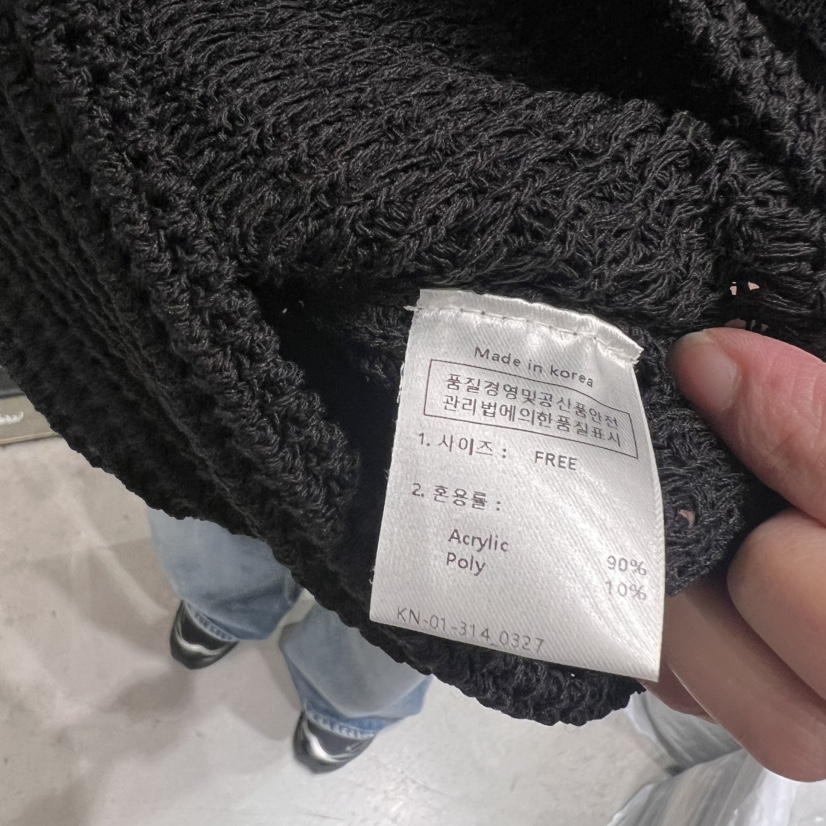 Made in korea
품질경영및공산품안전
관리법에의한품질표시
1. 사이즈 : FREE
2. 혼용률 :
Acrylic 90%
Poly 10%
KN-01-314_0327